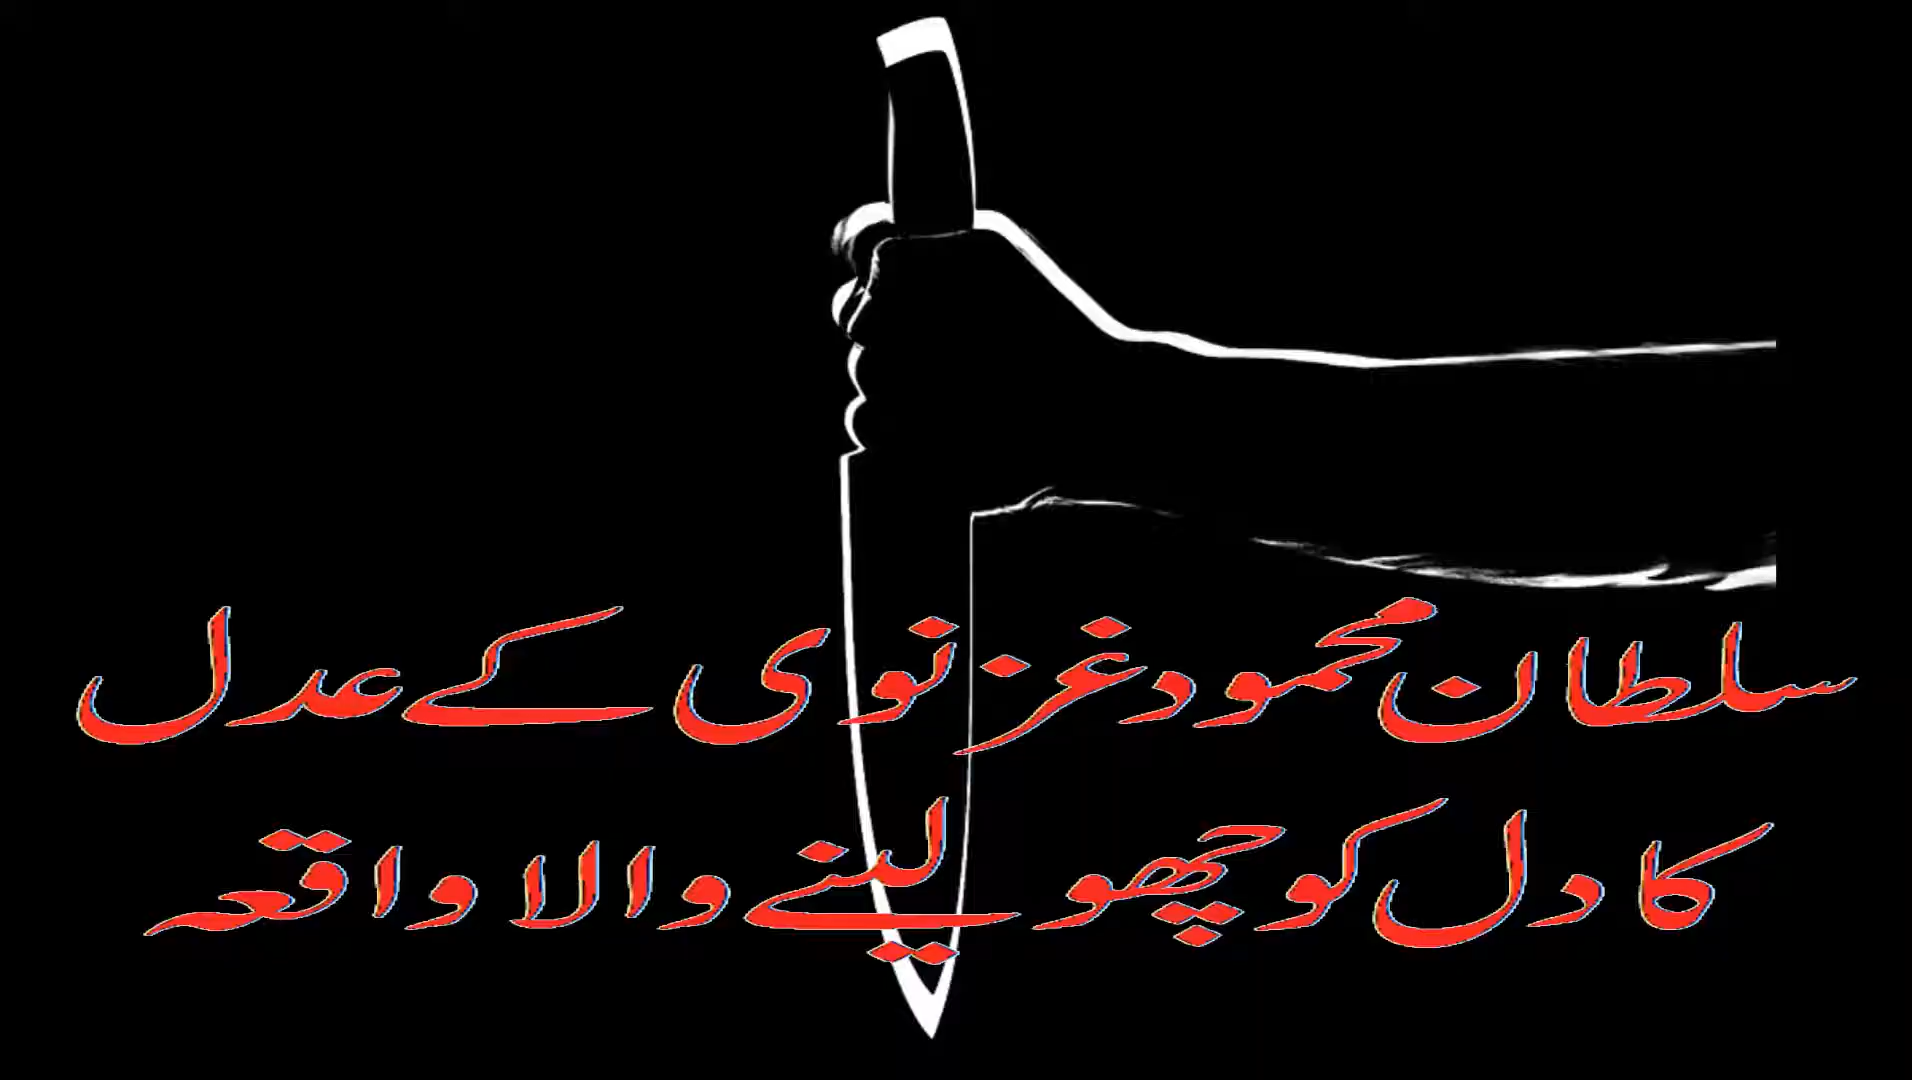 سلطان محمود غزنوی کے عدل
کا دل کو چھو لینے والا واقعہ